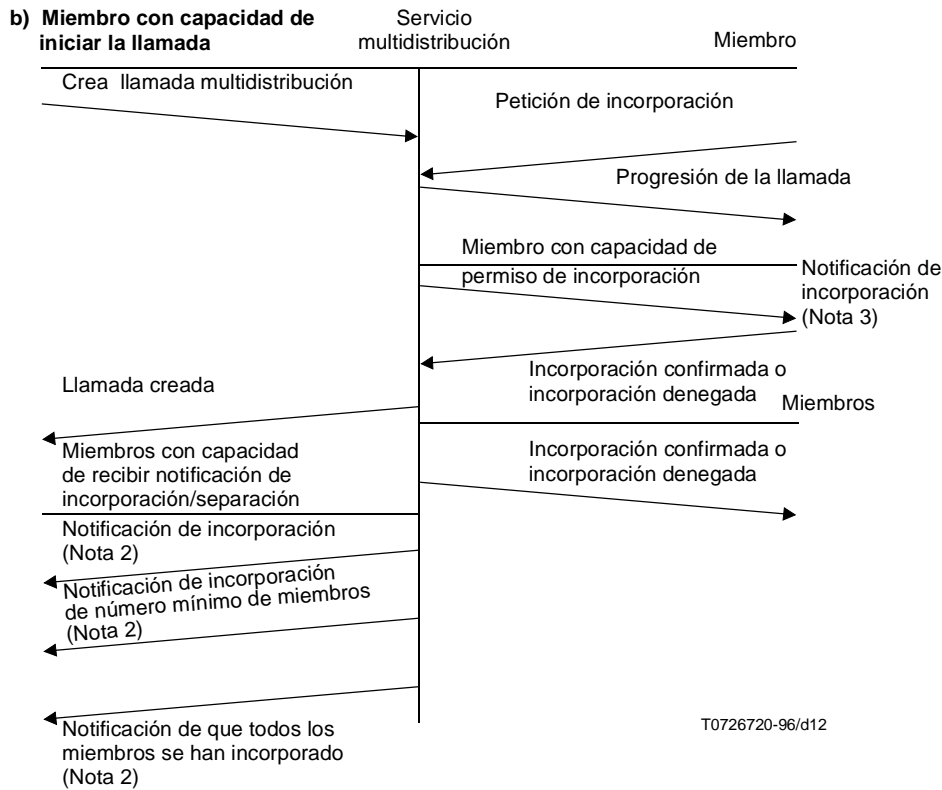 b) Miembro con capacidad de
iniciar la llamada
Servicio
multidistribución
Miembro
Crea llamada multidistribución
Petición de incorporación
Progresión de la llamada
Miembro con capacidad de
permiso de incorporación
Notificación de
incorporación
(Nota 3)
Incorporación confirmada o
incorporación denegada
Llamada creada
Miembros
Miembros con capacidad
de recibir notificación de
incorporación/separación
Incorporación confirmada o
incorporación denegada
Notificación de incorporación
(Nota 2)
Notificación de incorporación
de número mínimo de miembros
(Nota 2)
Notificación de que todos los
miembros se han incorporado
(Nota 2)
T0726720-96/d12